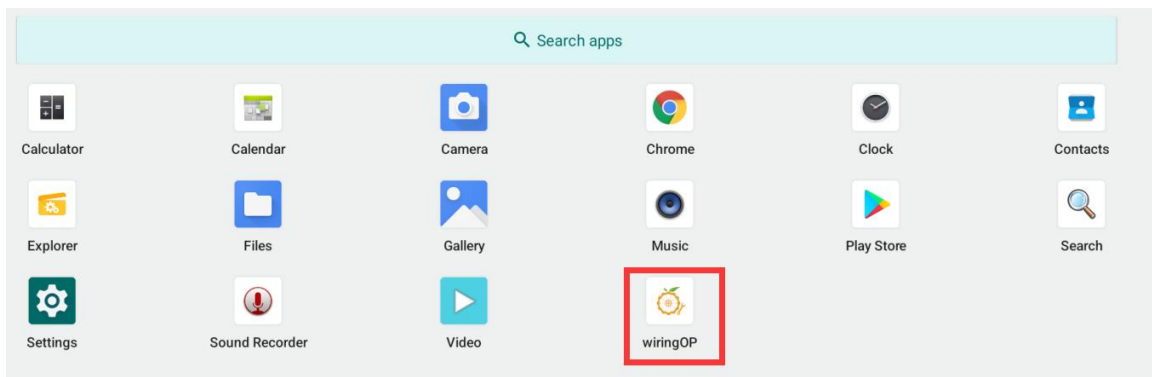 Search apps
Calculator
Calendar
Camera
Chrome
Clock
Contacts
Explorer
Files
Gallery
Music
Play Store
Search
Settings
Sound Recorder
Video
wiringOP